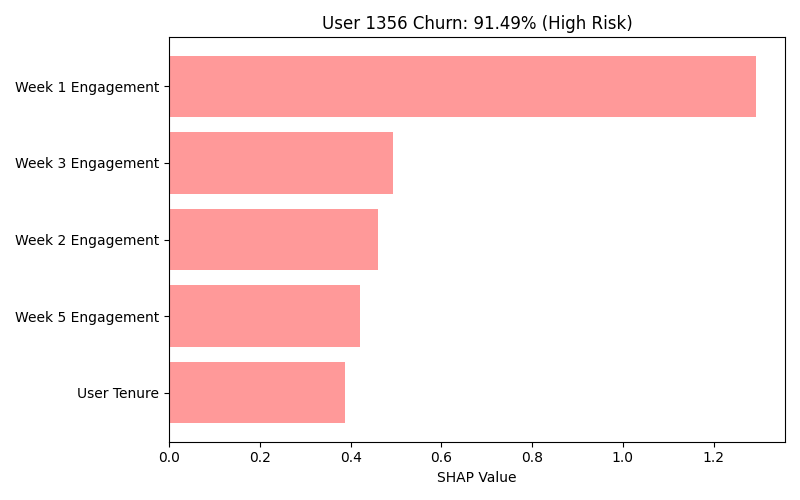 User 1356 Churn: 91.49% (High Risk)
Week 1 Engagement
Week 3 Engagement
Week 2 Engagement
Week 5 Engagement
User Tenure
0.0 0.2 0.4 0.6 0.8 1.0 1.2
SHAP Value